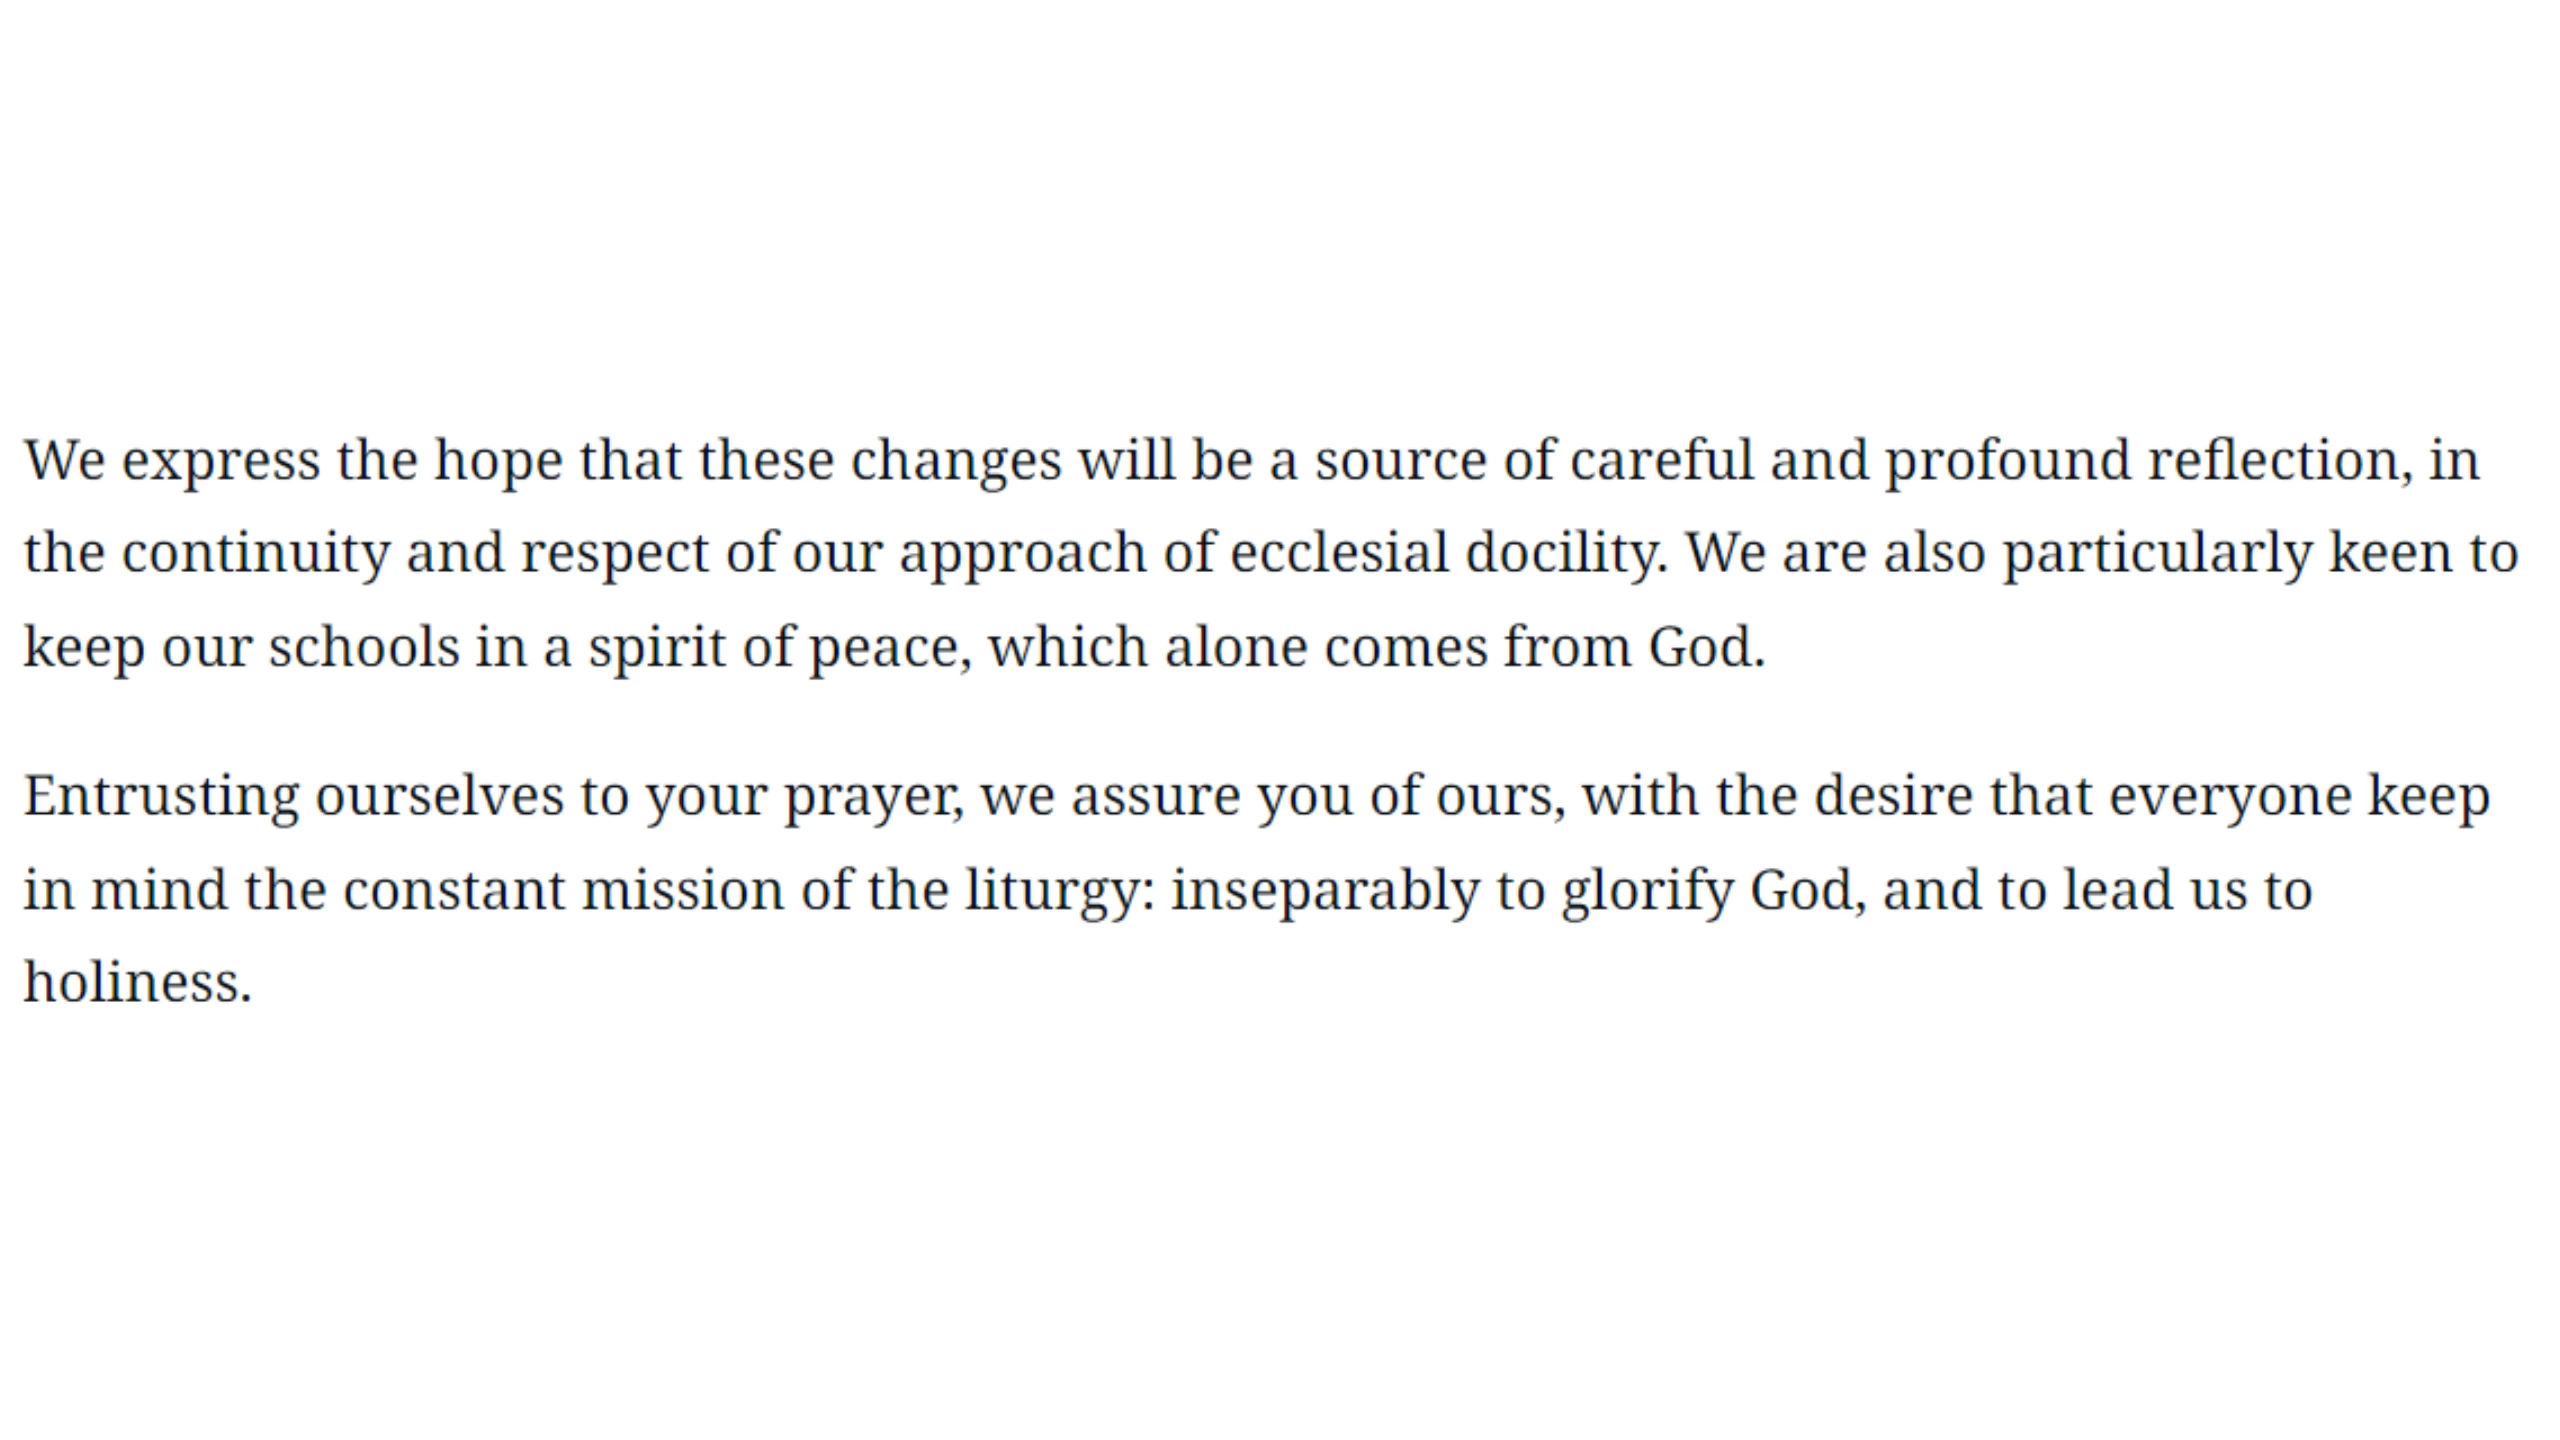 We express the hope that these changes will be a source of careful and profound reflection, in
the continuity and respect of our approach of ecclesial docility. We are also particularly keen to
keep our schools in a spirit of peace, which alone comes from God.
Entrusting ourselves to your prayer, we assure you of ours, with the desire that everyone keep
in mind the constant mission of the liturgy: inseparably to glorify God, and to lead us to
holiness.